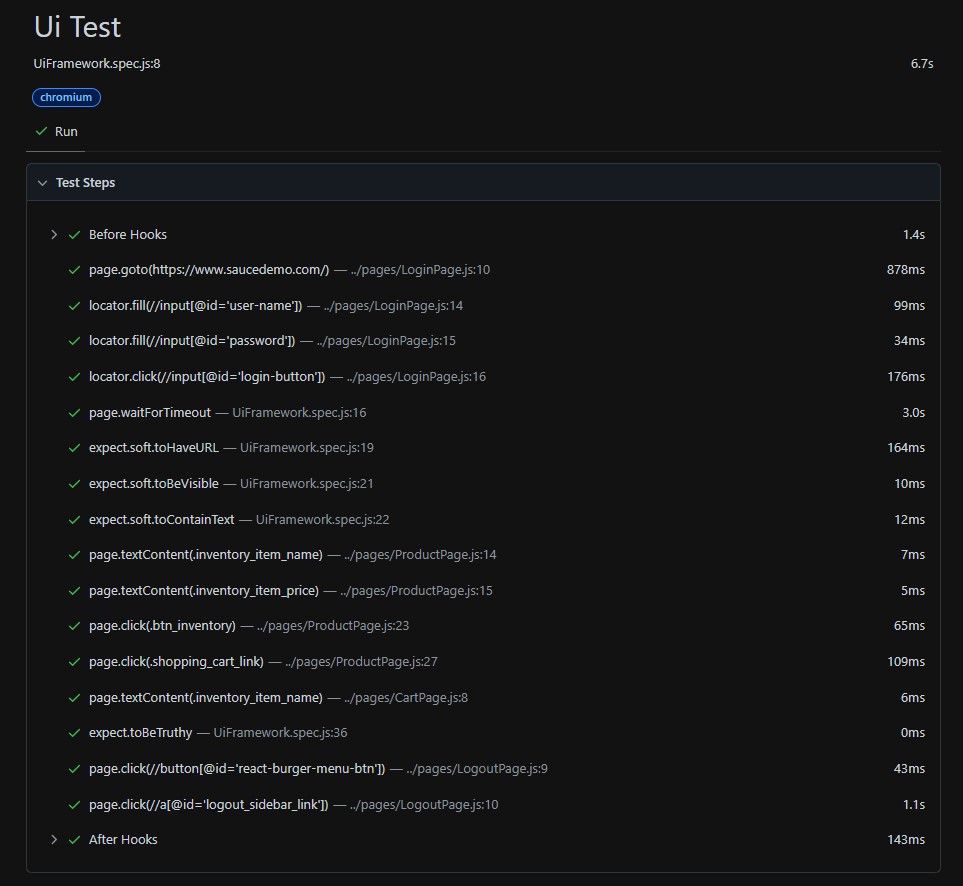 Ui Test
UiFramework.spec.js:8 6.7s
chromium
Run
Test Steps
Before Hooks 1.4s
page.goto(https://www.saucedemo.com/) — ../pages/LoginPage.js:10 878ms
locator.fill(//input[@id='user-name']) — ../pages/LoginPage.js:14 99ms
locator.fill(//input[@id='password']) — ../pages/LoginPage.js:15 34ms
locator.click(//input[@id='login-button']) — ../pages/LoginPage.js:16 176ms
page.waitForTimeout — UiFramework.spec.js:16 3.0s
expect.soft.toHaveURL — UiFramework.spec.js:19 164ms
expect.soft.toBeVisible — UiFramework.spec.js:21 10ms
expect.soft.toContainText — UiFramework.spec.js:22 12ms
page.textContent(.inventory_item_name) — ../pages/ProductPage.js:14 7ms
page.textContent(.inventory_item_price) — ../pages/ProductPage.js:15 5ms
page.click(.btn_inventory) — ../pages/ProductPage.js:23 65ms
page.click(.shopping_cart_link) — ../pages/ProductPage.js:27 109ms
page.textContent(.inventory_item_name) — ../pages/CartPage.js:8 6ms
expect.toBeTruthy — UiFramework.spec.js:36 0ms
page.click(//button[@id='react-burger-menu-btn']) — ../pages/LogoutPage.js:9 43ms
page.click(//a[@id='logout_sidebar_link']) — ../pages/LogoutPage.js:10 1.1s
After Hooks 143ms